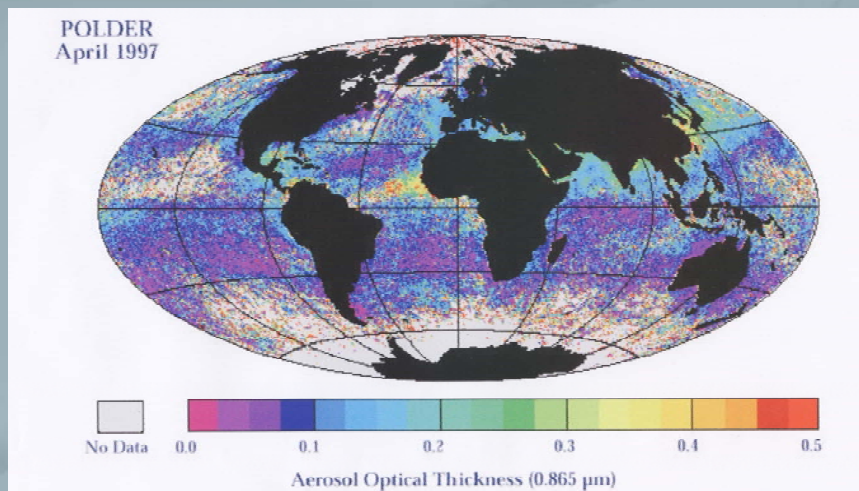 POLDER
April 1997
No Data
0.0 0.1 0.2 0.3 0.4 0.5
Aerosol Optical Thickness (0.865 µm)